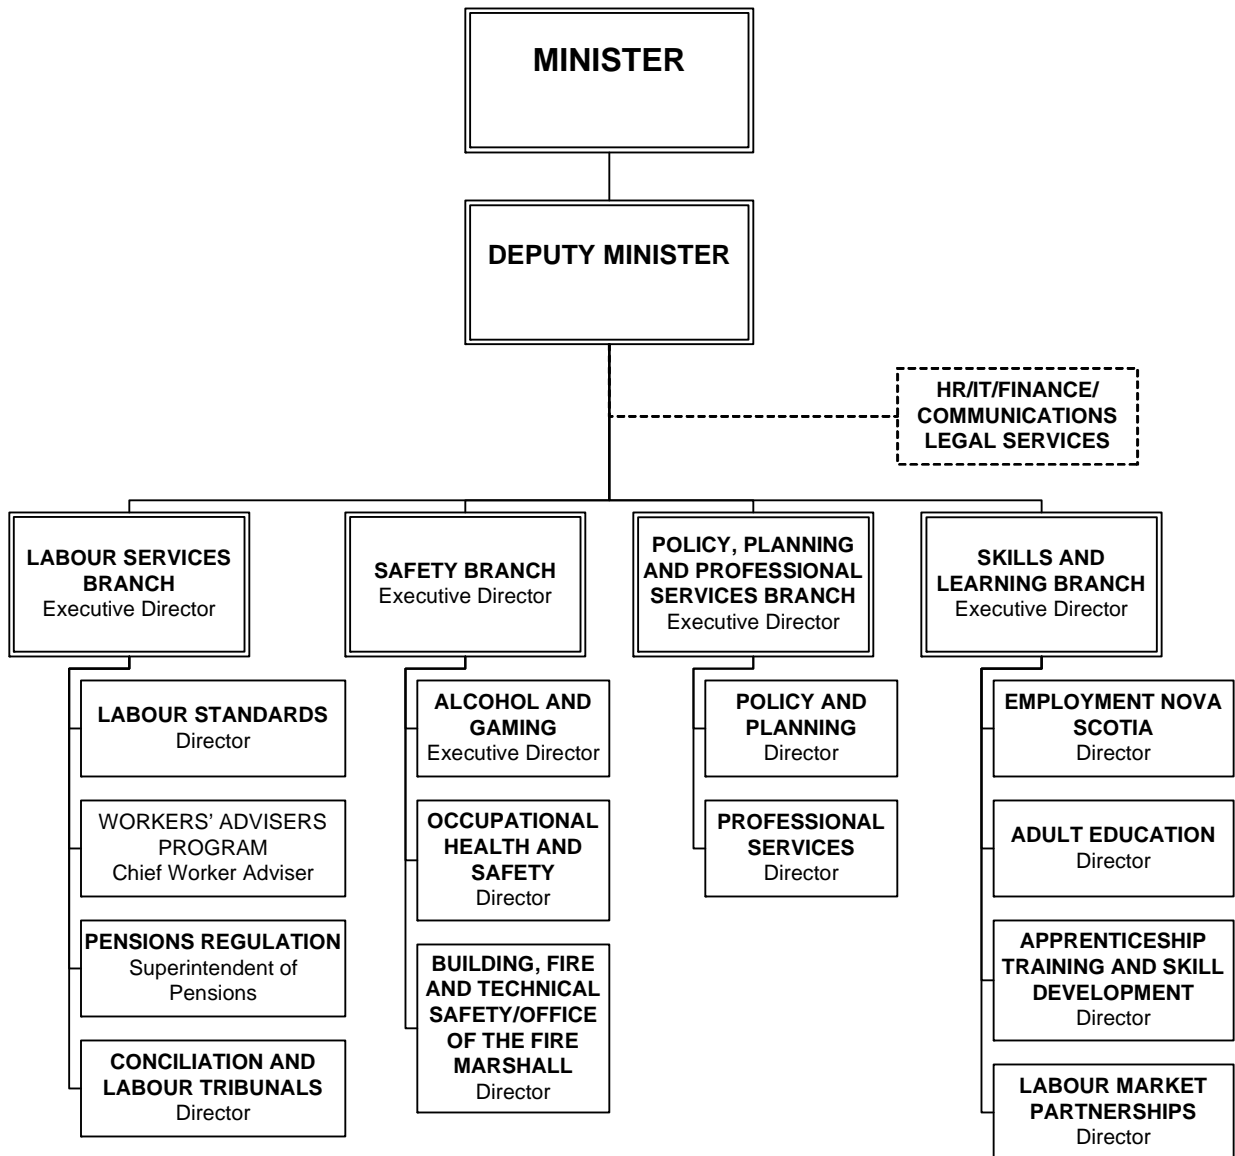 MINISTER
DEPUTY MINISTER
HR/IT/FINANCE/
COMMUNICATIONS
LEGAL SERVICES
LABOUR SERVICES
BRANCH
Executive Director
SAFETY BRANCH
Executive Director
POLICY, PLANNING
AND PROFESSIONAL
SERVICES BRANCH
Executive Director
SKILLS AND
LEARNING BRANCH
Executive Director
LABOUR STANDARDS
Director
WORKERS’ ADVISERS
PROGRAM
Chief Worker Adviser
PENSIONS REGULATION
Superintendent of
Pensions
CONCILIATION AND
LABOUR TRIBUNALS
Director
ALCOHOL AND
GAMING
Executive Director
OCCUPATIONAL
HEALTH AND
SAFETY
Director
BUILDING, FIRE
AND TECHNICAL
SAFETY/OFFICE
OF THE FIRE
MARSHALL
Director
POLICY AND
PLANNING
Director
PROFESSIONAL
SERVICES
Director
EMPLOYMENT NOVA
SCOTIA
Director
ADULT EDUCATION
Director
APPRENTICESHIP
TRAINING AND SKILL
DEVELOPMENT
Director
LABOUR MARKET
PARTNERSHIPS
Director